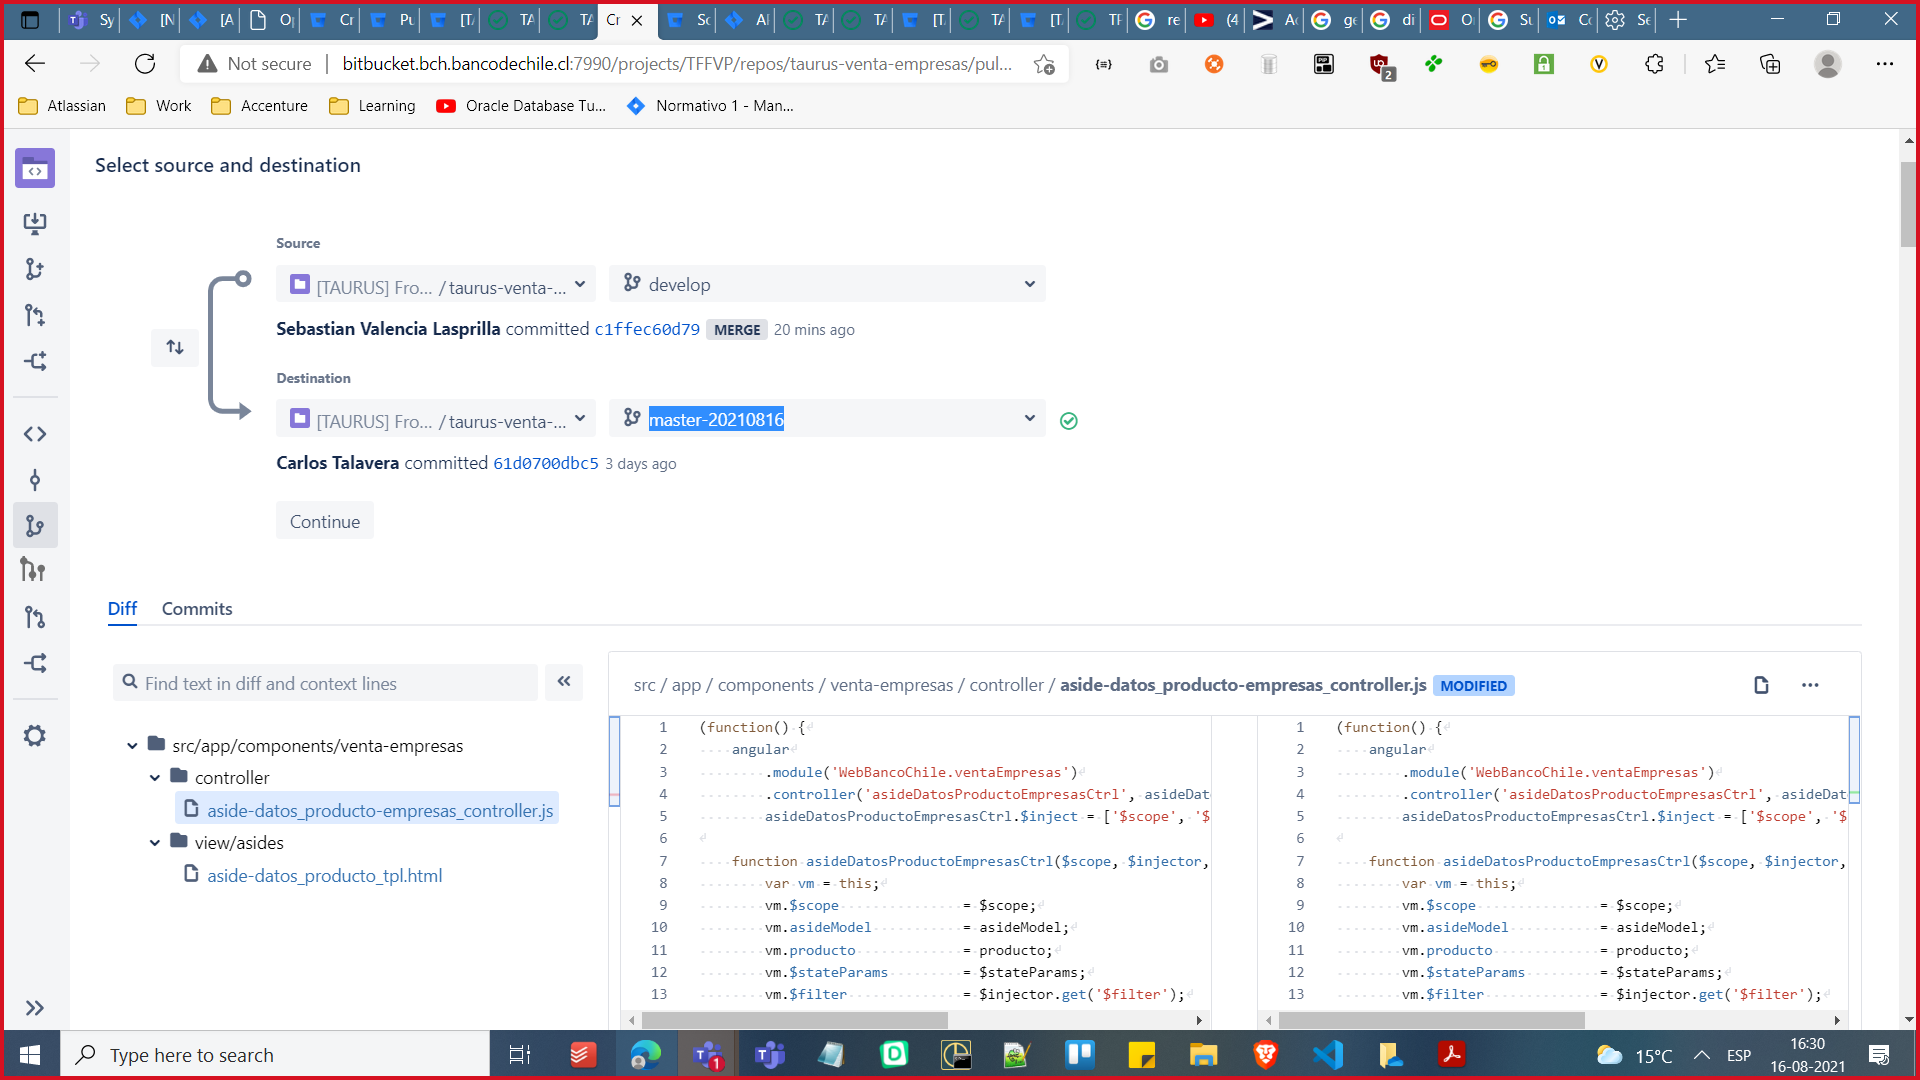 Sy
[N
[A
O
Cr
Pu
[TA
TA
TA
Cr
Sc
Al
TA
TA
[T
TA
[T
TF
re
(4
Ac
ge
di
O
Su
Co
Se
Not secure
bitbucket.bch.bancodechile.cl:7990/projects/TFFVP/repos/taurus-venta-empresas/pul...
2
Atlassian
Work
Accenture
Learning
Oracle Database Tu...
Normativo 1 - Man...
Select source and destination
Source
[TAURUS] Fro... / taurus-venta-...
develop
Sebastian Valencia Lasprilla committed c1ffec60d79 MERGE 20 mins ago
Destination
[TAURUS] Fro... / taurus-venta-...
master-20210816
Carlos Talavera committed 61d0700dbc5 3 days ago
Continue
Diff
Commits
Find text in diff and context lines
src/app/components/venta-empresas
controller
aside-datos_producto-empresas_controller.js
view/asides
aside-datos_producto_tpl.html
src / app / components / venta-empresas / controller / aside-datos_producto-empresas_controller.js MODIFIED
1 (function() {
2 angular
3 .module('WebBancoChile.ventaEmpresas')
4 .controller('asideDatosProductoEmpresasCtrl', asideDat
5 asideDatosProductoEmpresasCtrl.$inject = ['$scope', '$
6
7 function asideDatosProductoEmpresasCtrl($scope, $injector,
8 var vm = this;
9 vm.$scope = $scope;
10 vm.asideModel = asideModel;
11 vm.producto = producto;
12 vm.$stateParams = $stateParams;
13 vm.$filter = $injector.get('$filter');
1 (function() {
2 angular
3 .module('WebBancoChile.ventaEmpresas')
4 .controller('asideDatosProductoEmpresasCtrl', asideDat
5 asideDatosProductoEmpresasCtrl.$inject = ['$scope', '$
6
7 function asideDatosProductoEmpresasCtrl($scope, $injector,
8 var vm = this;
9 vm.$scope = $scope;
10 vm.asideModel = asideModel;
11 vm.producto = producto;
12 vm.$stateParams = $stateParams;
13 vm.$filter = $injector.get('$filter');
Type here to search
1
15°C
ESP
16:30
16-08-2021